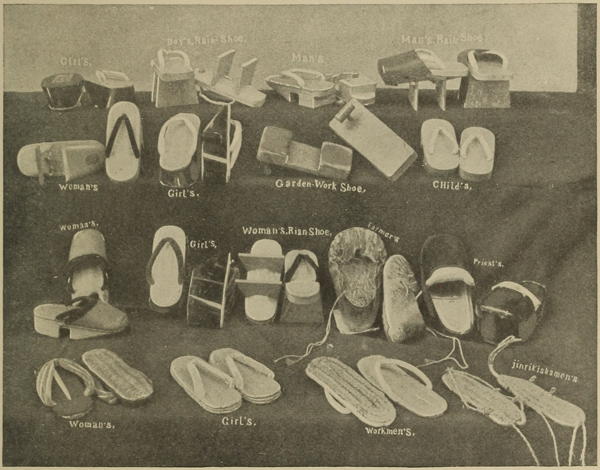 Girl's.
Boy's, Rain-Shoe.
Man's
Man's, Rain-Shoe.
Woman's
Girl's.
Garden-Work Shoe,
CHild's,
Woman's.
Girl's,
Woman's, Rian Shoe,
Farmer's
Priest's.
jinrikishamen's
Woman's,
Girl's.
Workmen's,